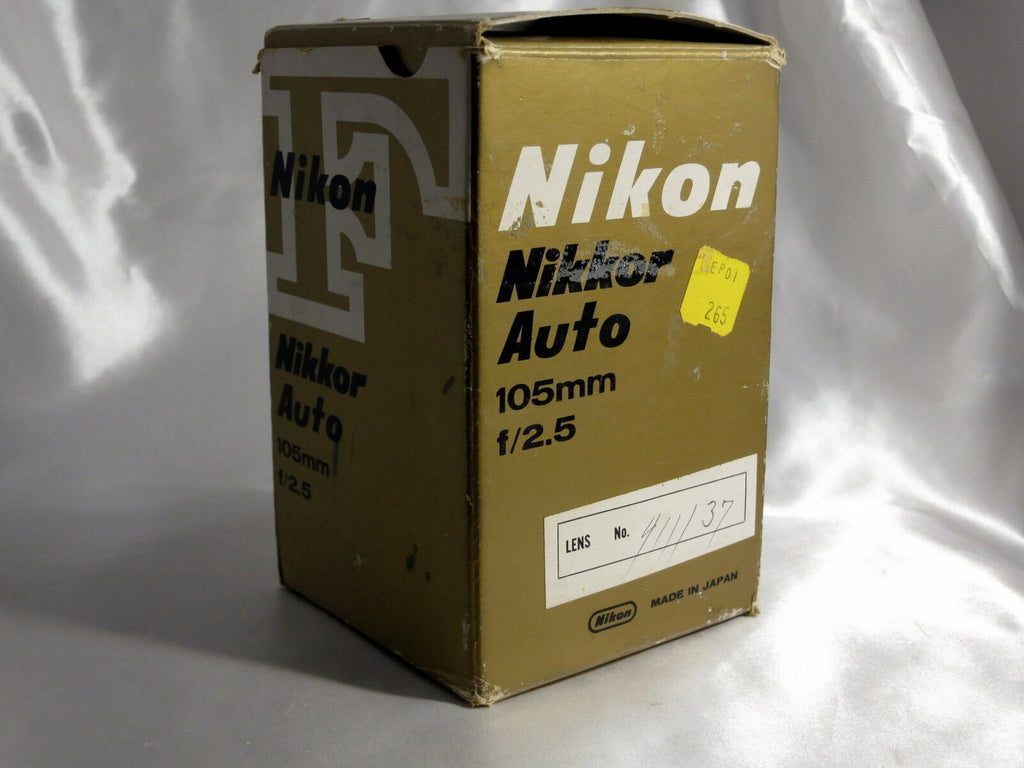 F
Nikon
Nikkor
Auto
105mm
f/2.5
Nikon
Nikkor
Auto
105mm
f/2.5
265
LENS No. 411137
Nikon
MADE IN JAPAN